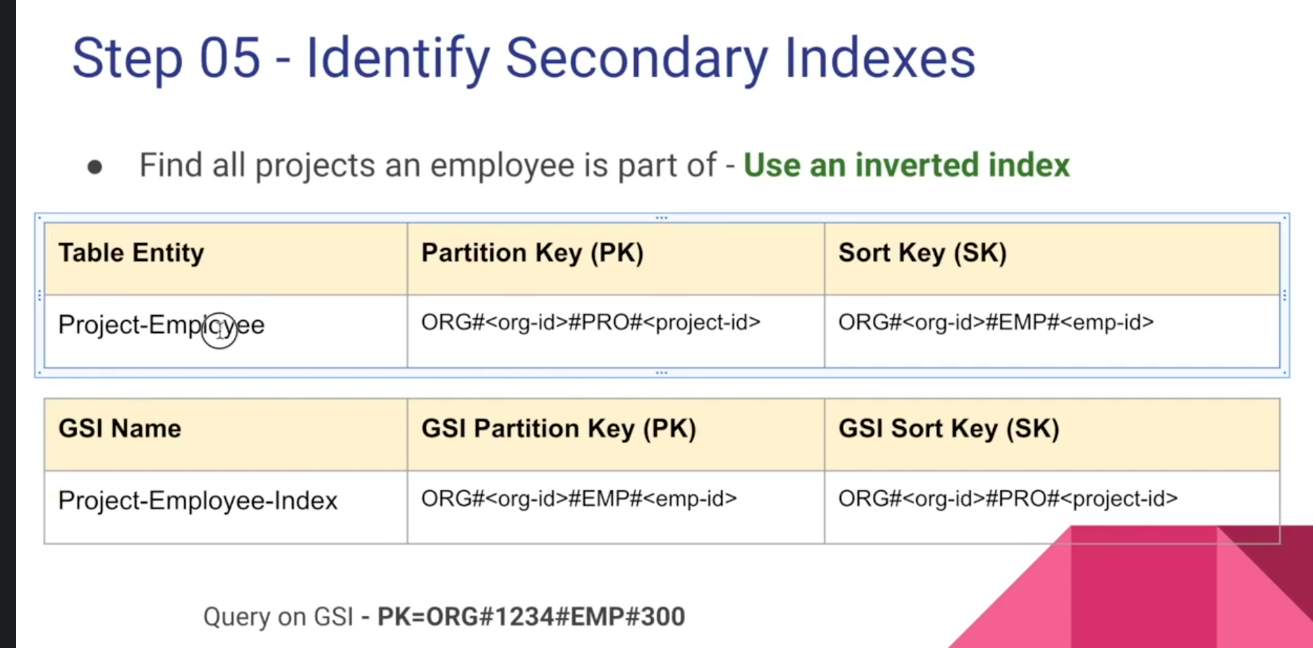 Step 05 - Identify Secondary Indexes
● Find all projects an employee is part of - Use an inverted index
Table Entity Partition Key (PK) Sort Key (SK)
Project-Employee ORG#<org-id>#PRO#<project-id> ORG#<org-id>#EMP#<emp-id>
GSI Name GSI Partition Key (PK) GSI Sort Key (SK)
Project-Employee-Index ORG#<org-id>#EMP#<emp-id> ORG#<org-id>#PRO#<project-id>
Query on GSI - PK=ORG#1234#EMP#300